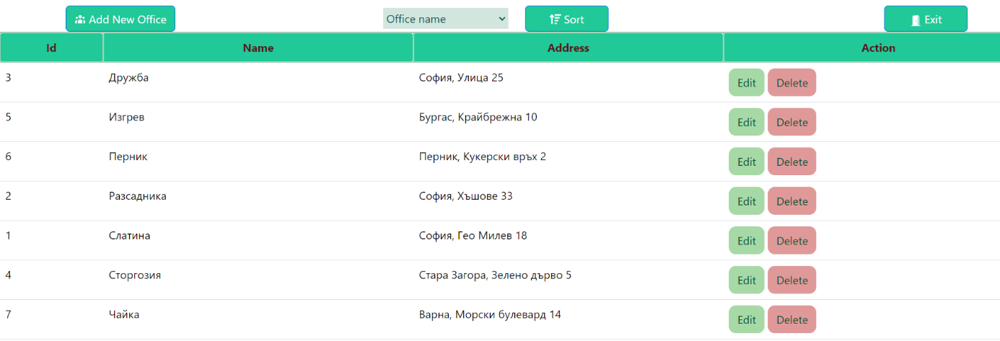 Add New Office Office name Sort Exit
Id Name Address Action
3 Дружба София, Улица 25 Edit Delete
5 Изгрев Бургас, Крайбрежна 10 Edit Delete
6 Перник Перник, Кукерски връх 2 Edit Delete
2 Разсадника София, Хъшове 33 Edit Delete
1 Слатина София, Гео Милев 18 Edit Delete
4 Сторгозия Стара Загора, Зелено дърво 5 Edit Delete
7 Чайка Варна, Морски булевард 14 Edit Delete